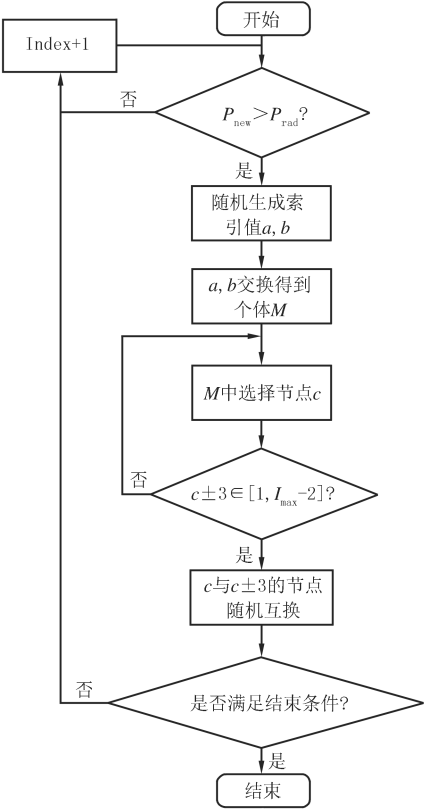 开始
Index+1
否
P_new>P_rad?
是
随机生成索
引值a,b
a,b交换得到
个体M
M中选择节点c
否
c±3∈[1,I_max-2]?
是
c与c±3的节点
随机互换
否
是否满足结束条件?
是
结束